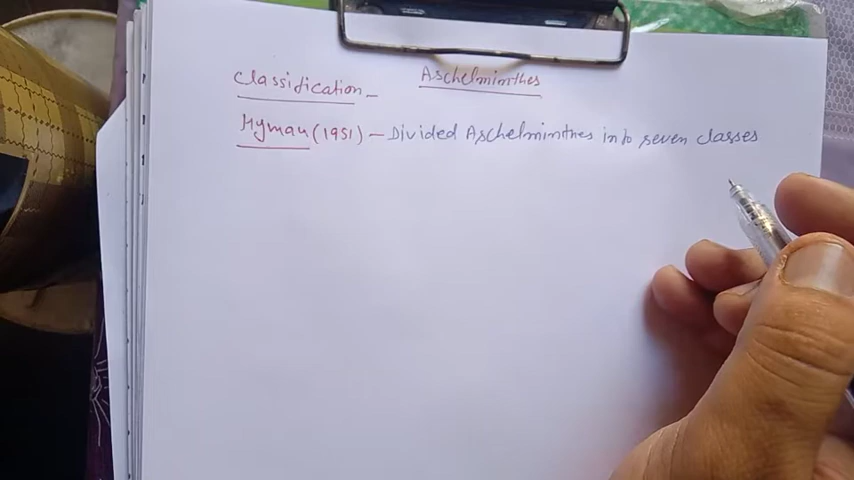 Classification - Aschelminthes
Hyman (1951) - Divided Aschelminthes into seven classes